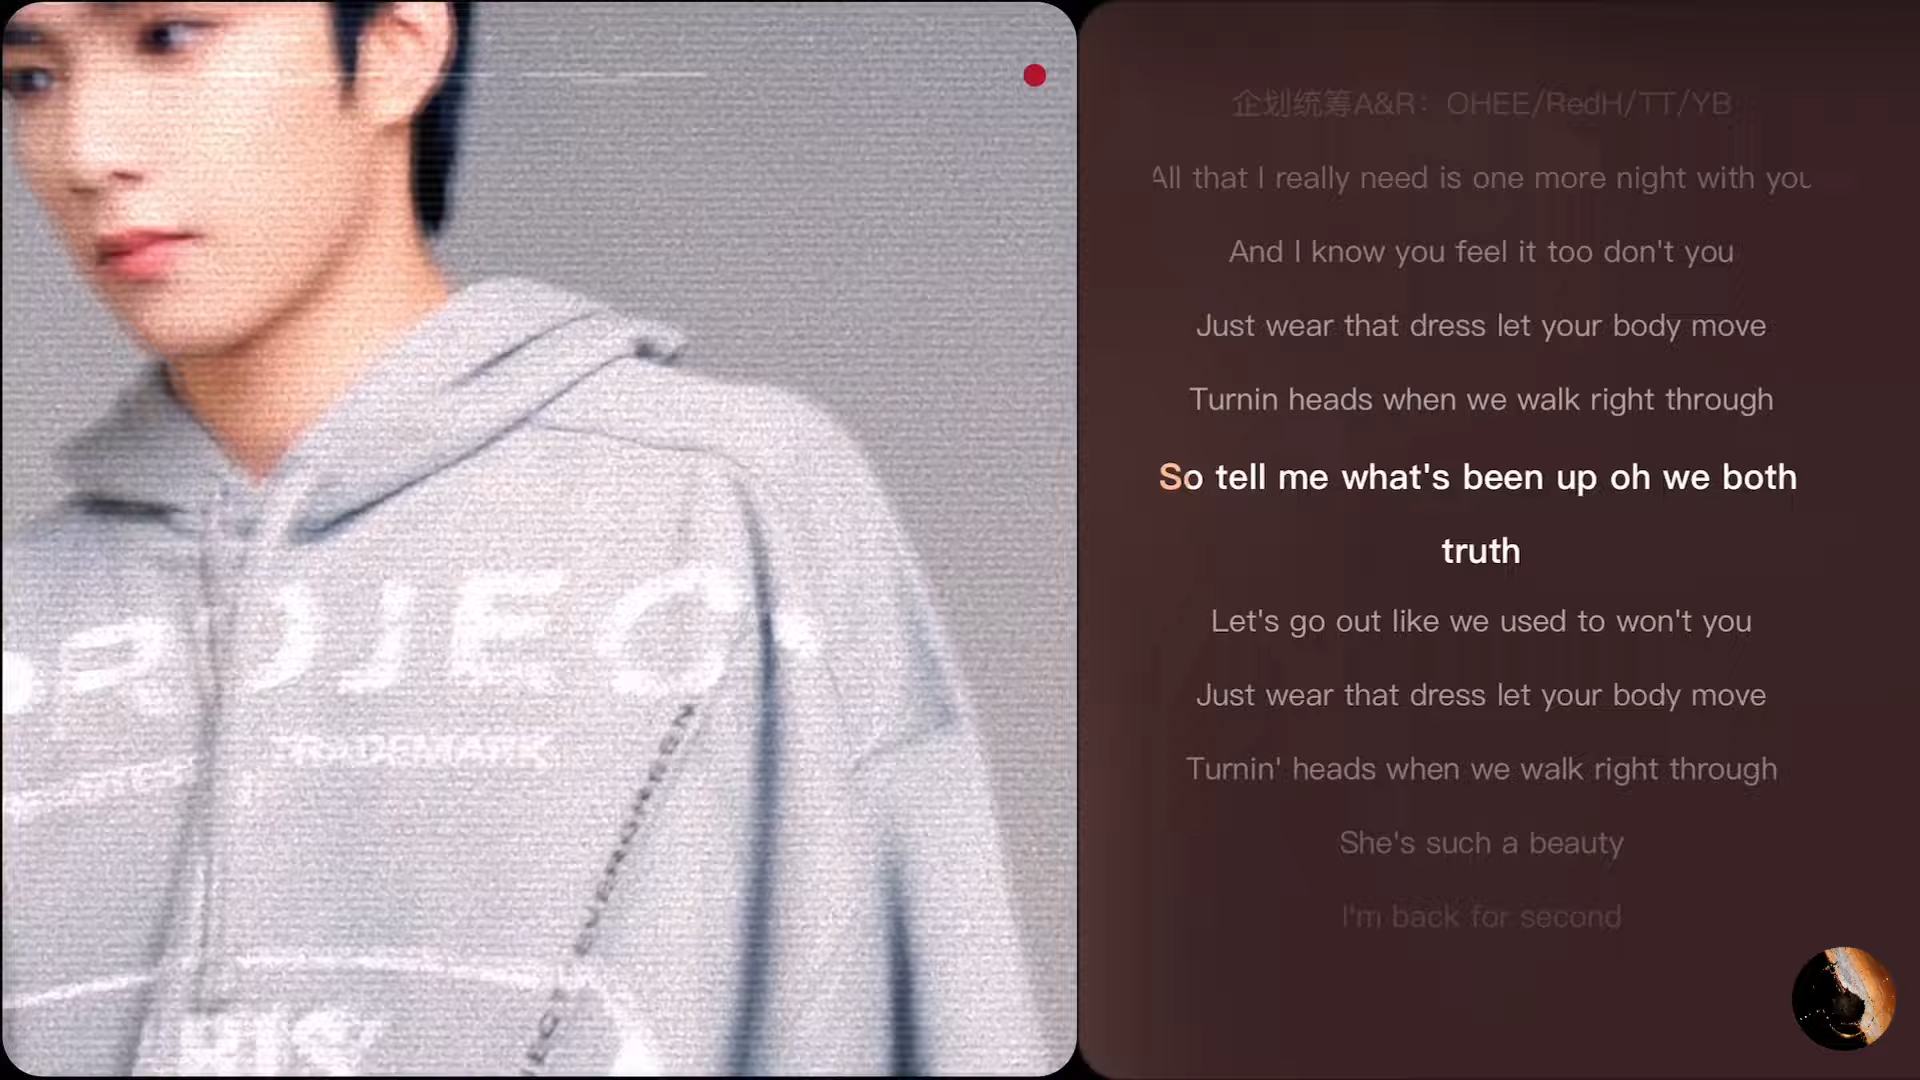 企划统筹A&R：OHEE/RedH/TT/YB
All that I really need is one more night with you
And I know you feel it too don't you
Just wear that dress let your body move
Turnin heads when we walk right through
So tell me what's been up oh we both
truth
Let's go out like we used to won't you
Just wear that dress let your body move
Turnin' heads when we walk right through
She's such a beauty
I'm back for second
ROJEC
TRADEMARK